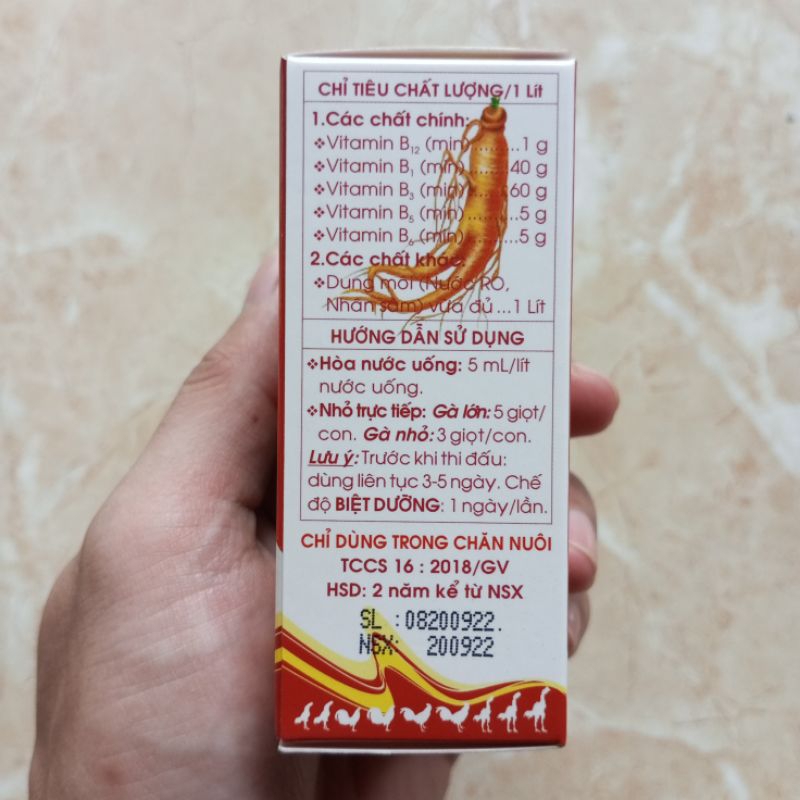 CHỈ TIÊU CHẤT LƯỢNG/1 Lít
1.Các chất chính:
❖Vitamin B₁₂ (min)..........1 g
❖Vitamin B₁ (min)........40 g
❖Vitamin B₃ (min)........60 g
❖Vitamin B₅ (min).........5 g
❖Vitamin B₆ (min).........5 g
2.Các chất khác:
❖Dung môi (Nước RO,
Nhân sâm) vừa đủ ...1 Lít
HƯỚNG DẪN SỬ DỤNG
❖Hòa nước uống: 5 mL/lít
nước uống.
❖Nhỏ trực tiếp: Gà lớn: 5 giọt/
con. Gà nhỏ: 3 giọt/con.
Lưu ý: Trước khi thi đấu:
dùng liên tục 3-5 ngày. Chế
độ BIỆT DƯỠNG: 1 ngày/lần.
CHỈ DÙNG TRONG CHĂN NUÔI
TCCS 16 : 2018/GV
HSD: 2 năm kể từ NSX
SL :08200922.
NSX: 200922